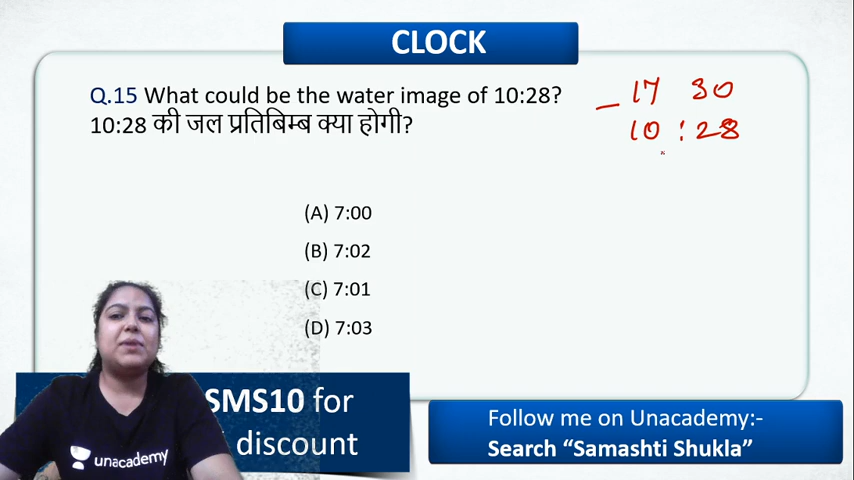 CLOCK
Q.15 What could be the water image of 10:28?
10:28 की जल प्रतिबिम्ब क्या होगी?
17 30
– 10 : 28
(A) 7:00
(B) 7:02
(C) 7:01
(D) 7:03
SMS10 for
discount
unacademy
Follow me on Unacademy:-
Search “Samashti Shukla”